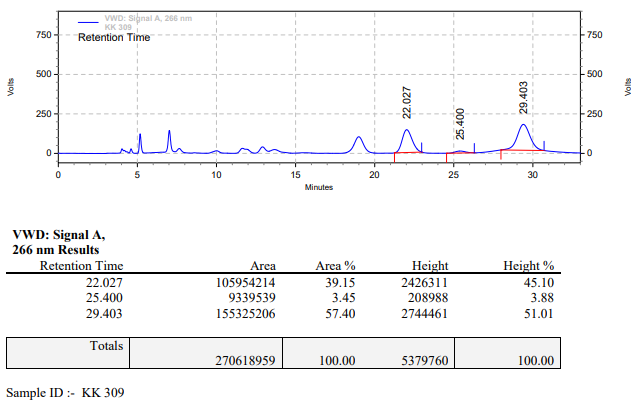 VWD: Signal A, 266 nm
KK 309
Retention Time
750 750
500 500
250 250
0 0
Volts Volts
22.027
25.400
29.403
0 5 10 15 20 25 30
Minutes
VWD: Signal A,
266 nm Results
Retention Time Area Area % Height Height %
22.027 105954214 39.15 2426311 45.10
25.400 9339539 3.45 208988 3.88
29.403 155325206 57.40 2744461 51.01
Totals
270618959 100.00 5379760 100.00
Sample ID :- KK 309